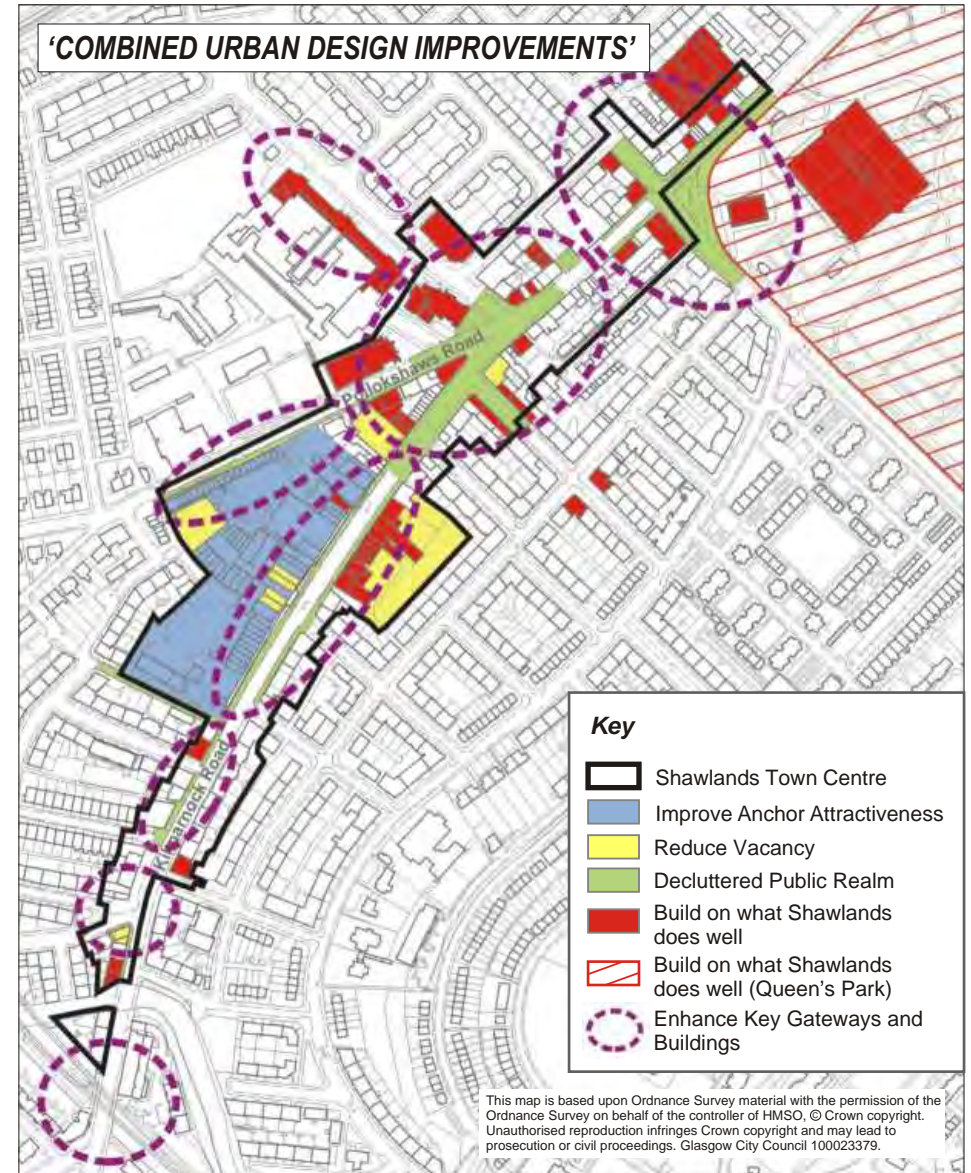 ‘COMBINED URBAN DESIGN IMPROVEMENTS’
Pollokshaws Road
Kilmarnock Road
Key
Shawlands Town Centre
Improve Anchor Attractiveness
Reduce Vacancy
Decluttered Public Realm
Build on what Shawlands
does well
Build on what Shawlands
does well (Queen’s Park)
Enhance Key Gateways and
Buildings
This map is based upon Ordnance Survey material with the permission of the
Ordnance Survey on behalf of the controller of HMSO, © Crown copyright.
Unauthorised reproduction infringes Crown copyright and may lead to
prosecution or civil proceedings. Glasgow City Council 100023379.